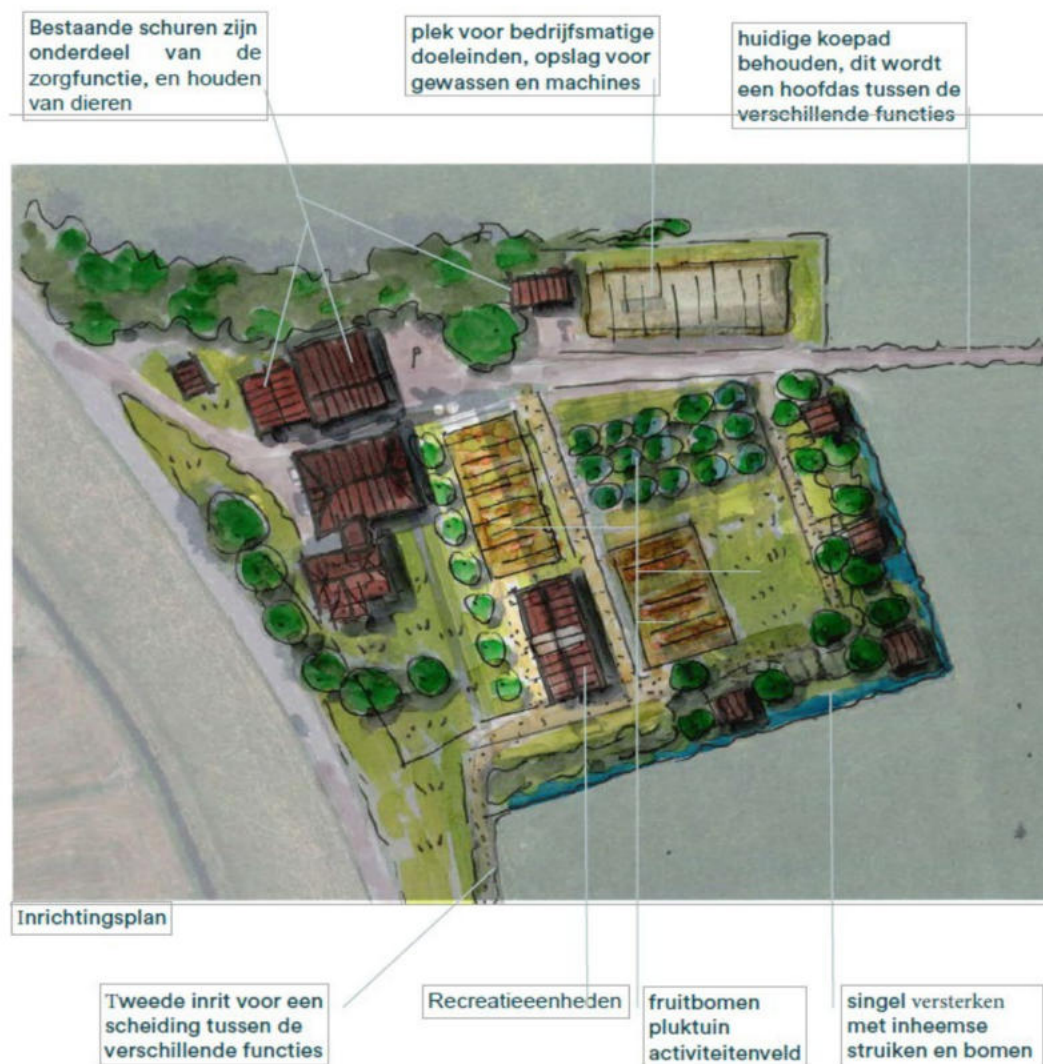 Bestaande schuren zijn
onderdeel van de
zorgfunctie, en houden
van dieren
plek voor bedrijfsmatige
doeleinden, opslag voor
gewassen en machines
huidige koepad
behouden, dit wordt
een hoofdas tussen de
verschillende functies
Inrichtingsplan
Tweede inrit voor een
scheiding tussen de
verschillende functies
Recreatieeenheden
fruitbomen
pluktuin
activiteitenveld
singel versterken
met inheemse
struiken en bomen